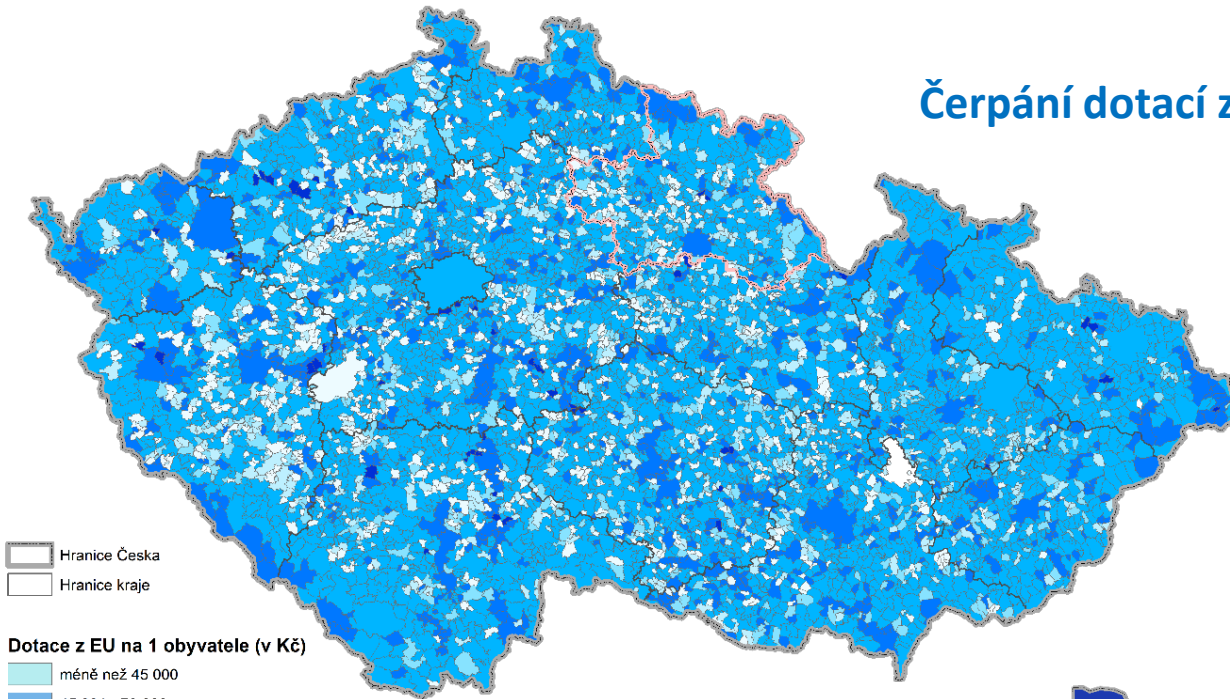 Čerpání dotací z
Hranice Česka
Hranice kraje
Dotace z EU na 1 obyvatele (v Kč)
méně než 45 000